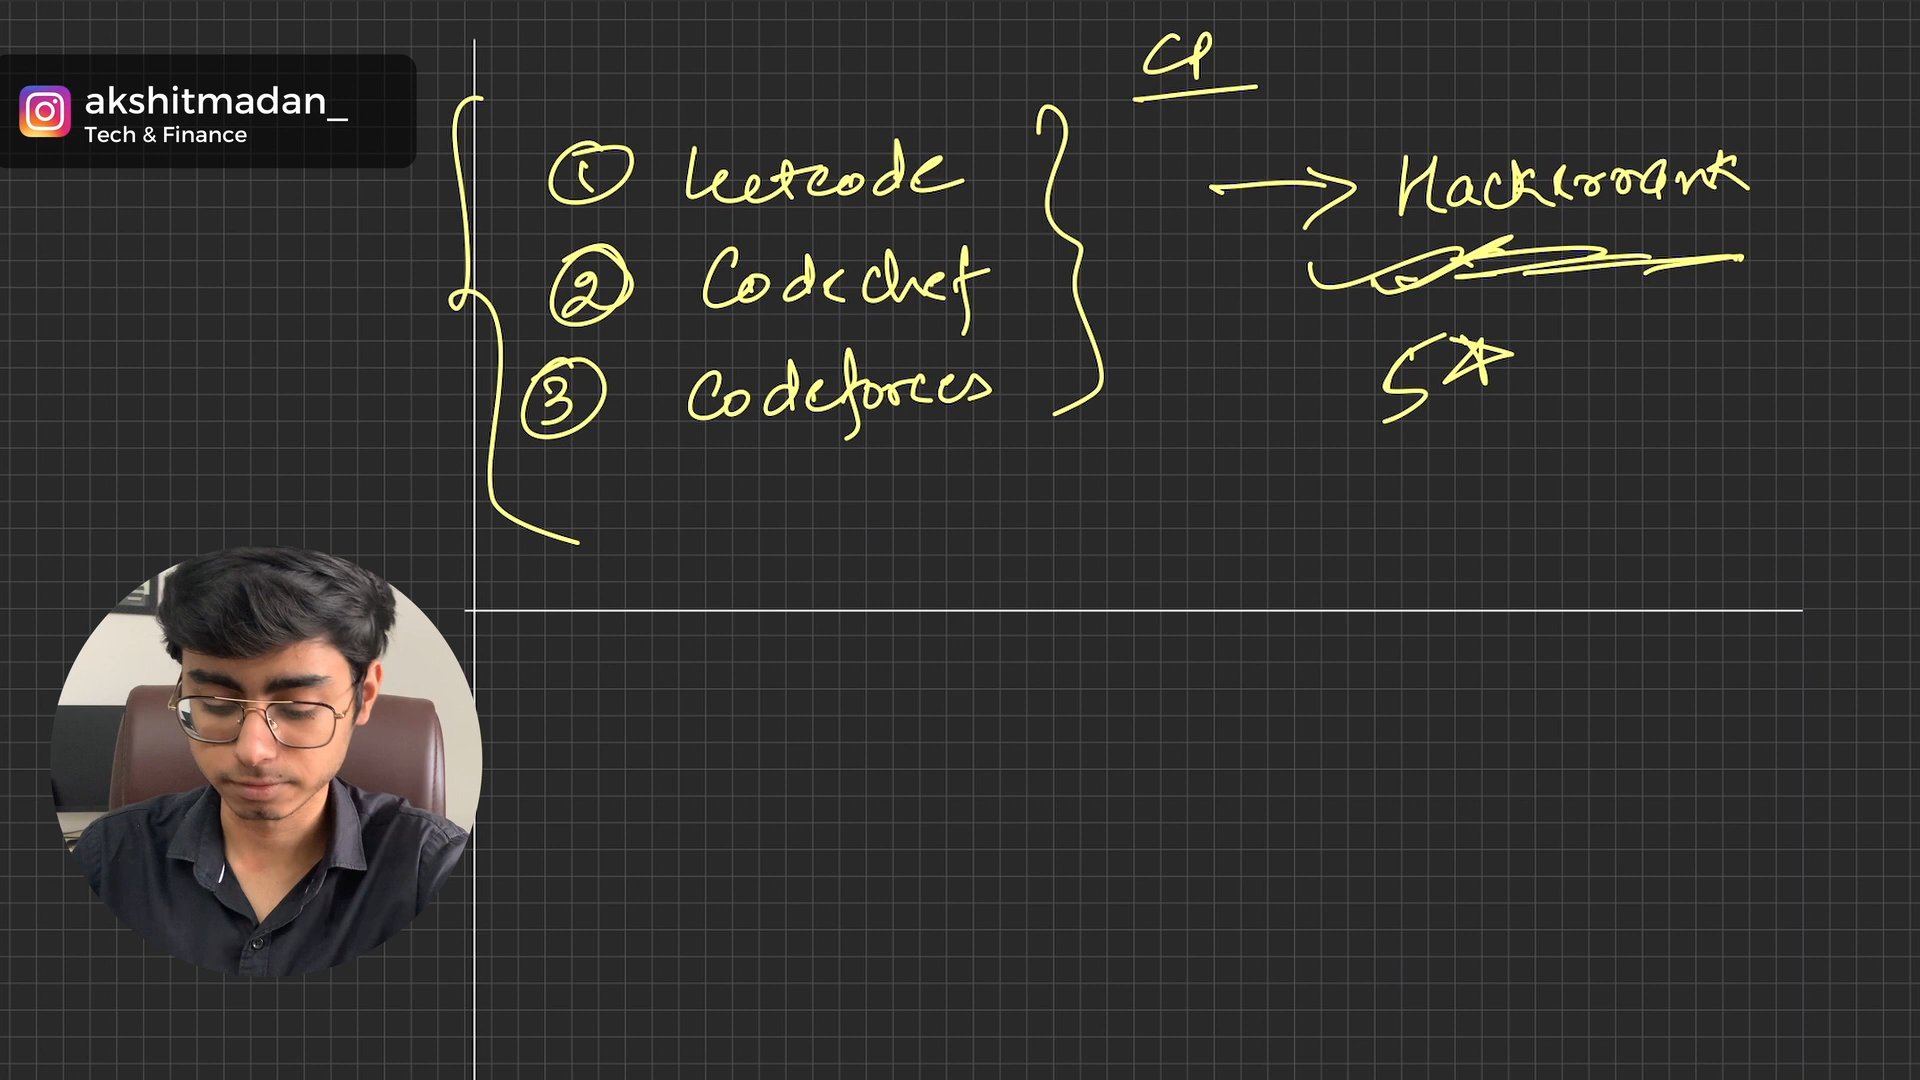 akshitmadan_
Tech & Finance
CP
① leetcode
② Codechef
③ Codeforces
→ Hackerrank
5☆